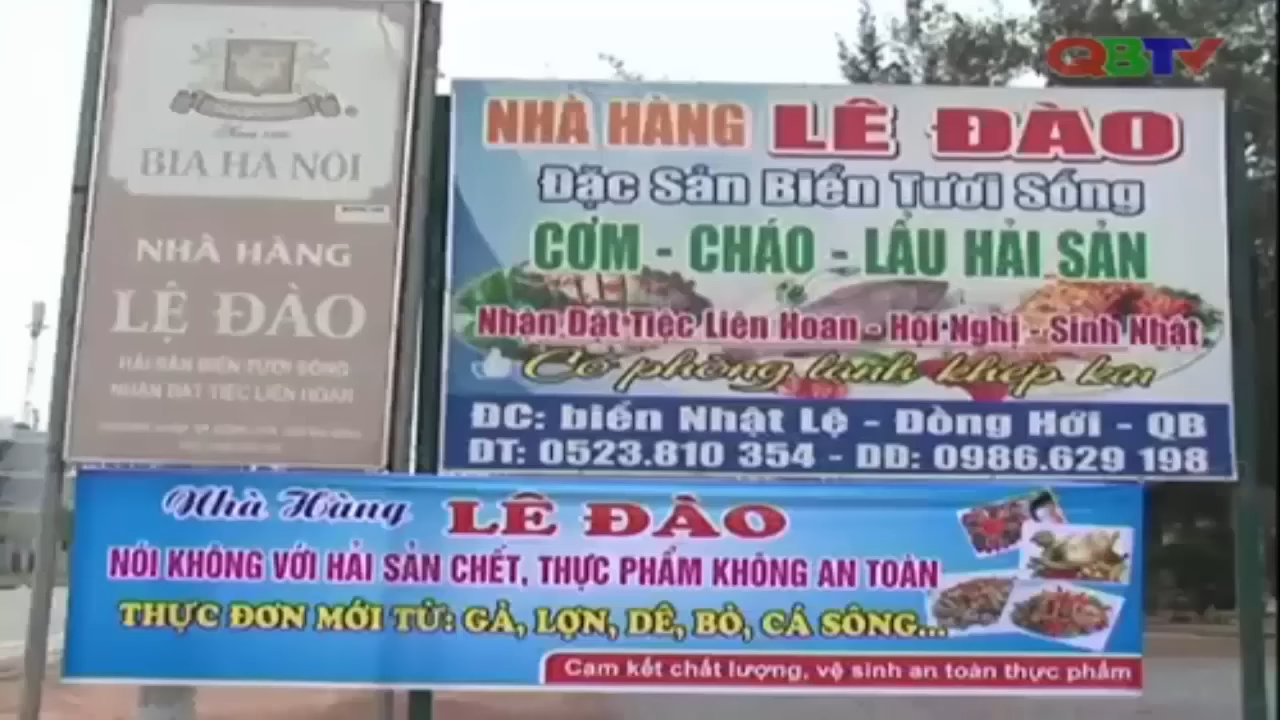 QBTV
BIA HÀ NỘI
NHÀ HÀNG
LỆ ĐÀO
HẢI SẢN BIỂN TƯƠI SỐNG
NHẬN ĐẶT TIỆC LIÊN HOAN
NHÀ HÀNG LÊ ĐÀO
Đặc Sản Biển Tươi Sống
CƠM - CHÁO - LẨU HẢI SẢN
Nhận Đặt Tiệc Liên Hoan - Hội Nghị - Sinh Nhật
Có phòng lạnh khép kín
ĐC: biển Nhật Lệ - Đồng Hới - QB
DT: 0523.810 354 - DD: 0986.629 198
Nhà Hàng LÊ ĐÀO
NÓI KHÔNG VỚI HẢI SẢN CHẾT, THỰC PHẨM KHÔNG AN TOÀN
THỰC ĐƠN MỚI TỪ: GÀ, LỢN, DÊ, BÒ, CÁ SÔNG...
Cam kết chất lượng, vệ sinh an toàn thực phẩm